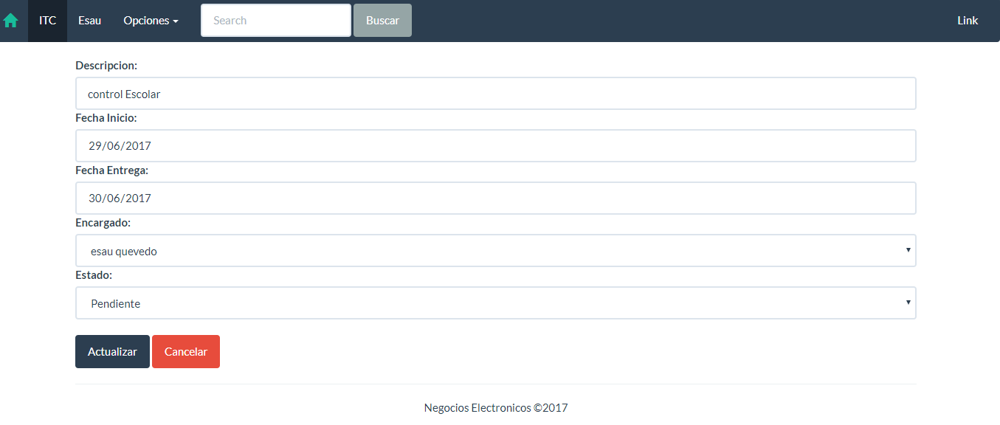 ITC Esau Opciones Search Buscar Link
Descripcion:
control Escolar
Fecha Inicio:
29/06/2017
Fecha Entrega:
30/06/2017
Encargado:
esau quevedo
Estado:
Pendiente
Actualizar Cancelar
Negocios Electronicos ©2017